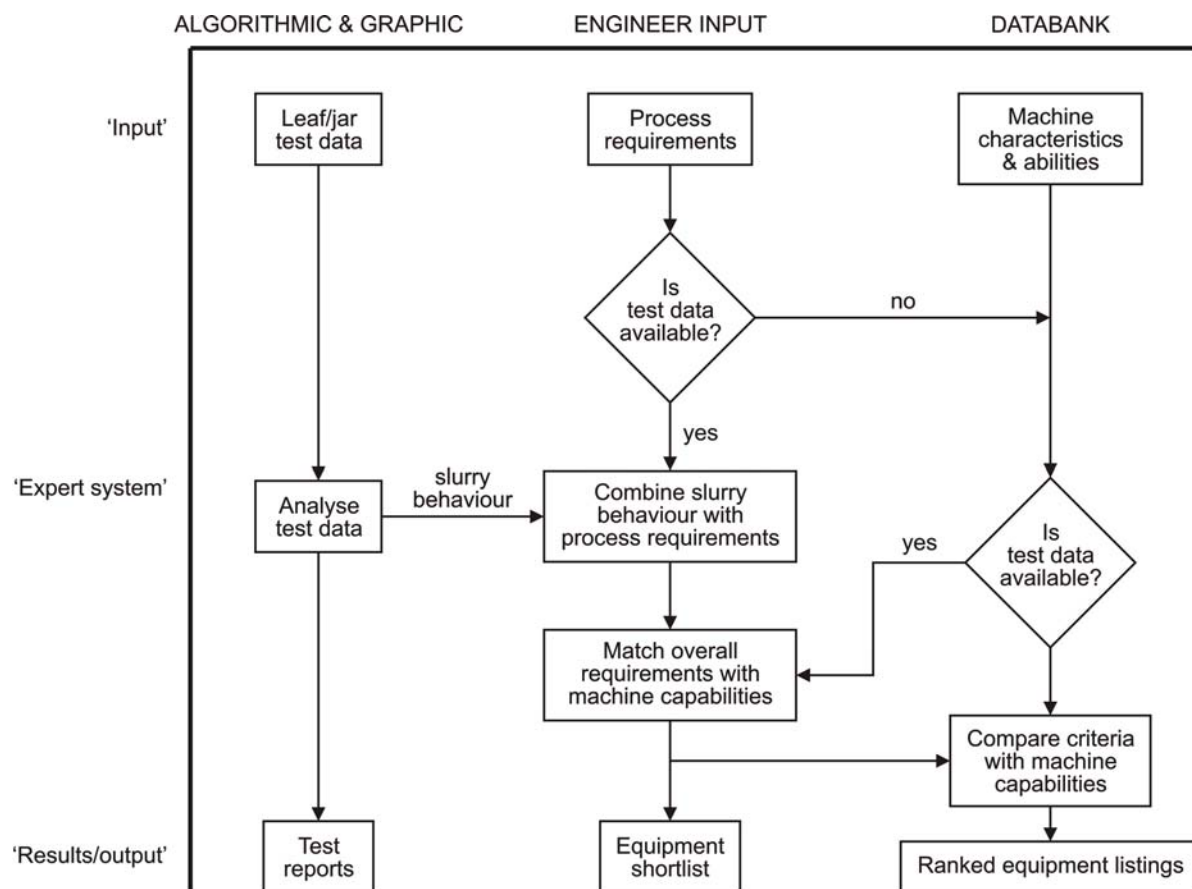 ALGORITHMIC & GRAPHIC
ENGINEER INPUT
DATABANK
'Input'
Leaf/jar
test data
Process
requirements
Machine
characteristics
& abilities
Is
test data
available?
no
yes
'Expert system'
Analyse
test data
slurry
behaviour
Combine slurry
behaviour with
process requirements
Is
test data
available?
yes
Match overall
requirements with
machine capabilities
Compare criteria
with machine
capabilities
'Results/output'
Test
reports
Equipment
shortlist
Ranked equipment listings